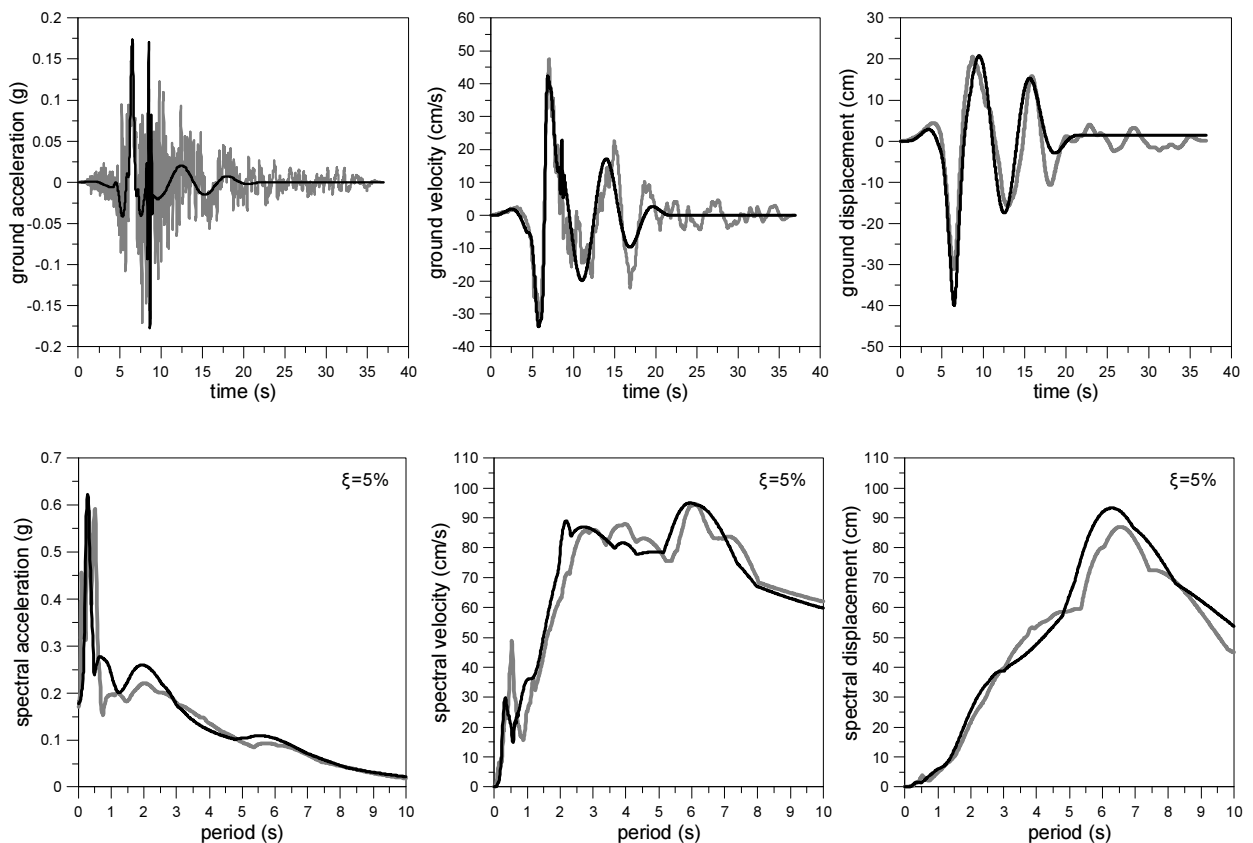 ground acceleration (g)
0.2
0.15
0.1
0.05
0
-0.05
-0.1
-0.15
-0.2
0 5 10 15 20 25 30 35 40
time (s)
ground velocity (cm/s)
60
50
40
30
20
10
0
-10
-20
-30
-40
0 5 10 15 20 25 30 35 40
time (s)
ground displacement (cm)
30
20
10
0
-10
-20
-30
-40
-50
0 5 10 15 20 25 30 35 40
time (s)
spectral acceleration (g)
0.7
0.6
0.5
0.4
0.3
0.2
0.1
0
ξ=5%
0 1 2 3 4 5 6 7 8 9 10
period (s)
spectral velocity (cm/s)
110
100
90
80
70
60
50
40
30
20
10
0
ξ=5%
0 1 2 3 4 5 6 7 8 9 10
period (s)
spectral displacement (cm)
110
100
90
80
70
60
50
40
30
20
10
0
ξ=5%
0 1 2 3 4 5 6 7 8 9 10
period (s)